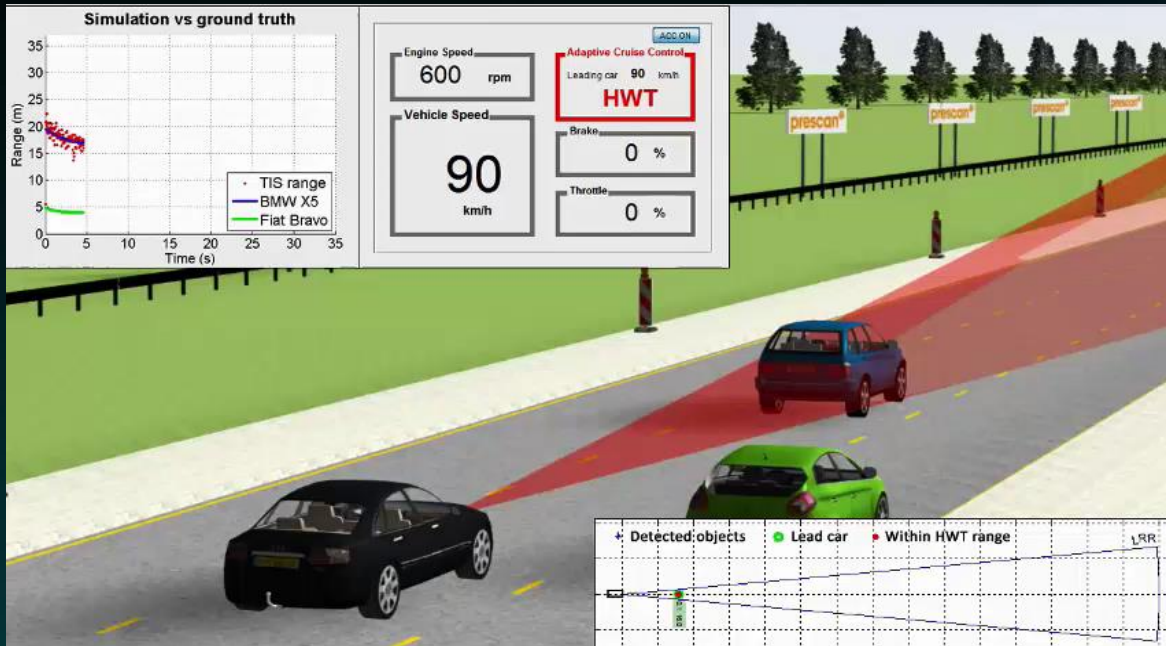 Simulation vs ground truth
Range (m)
35
30
25
20
15
10
5
0
0 5 10 15 20 25 30 35
Time (s)
TIS range
BMW X5
Fiat Bravo
ACC ON
Engine Speed
600 rpm
Vehicle Speed
90
km/h
Adaptive Cruise Control
Leading car 90 km/h
HWT
Brake
0 %
Throttle
0 %
prescan
prescan
prescan
prescan
Detected objects Lead car Within HWT range
LRR